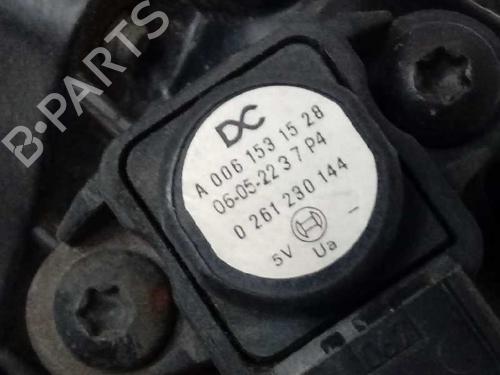 B-PARTS
DC
A 006 153 15 28
06-05-22 3 7 P4
0 261 230 144
5V Ua –